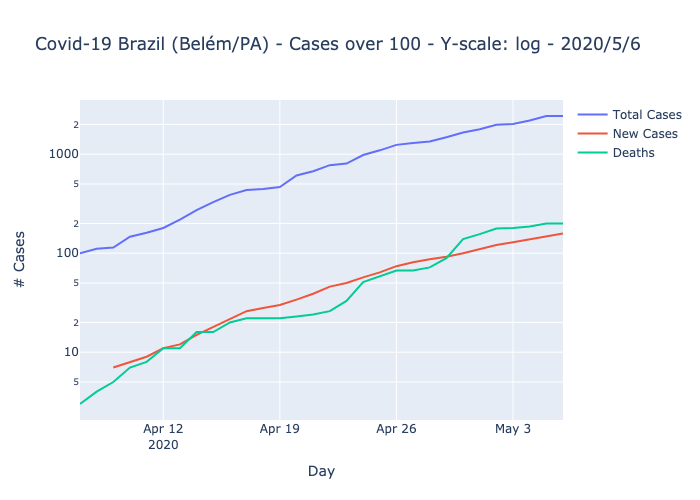 Covid-19 Brazil (Belém/PA) - Cases over 100 - Y-scale: log - 2020/5/6
Total Cases
New Cases
Deaths
2
1000
5
2
100
5
2
10
5
# Cases
Apr 12
2020
Apr 19
Apr 26
May 3
Day